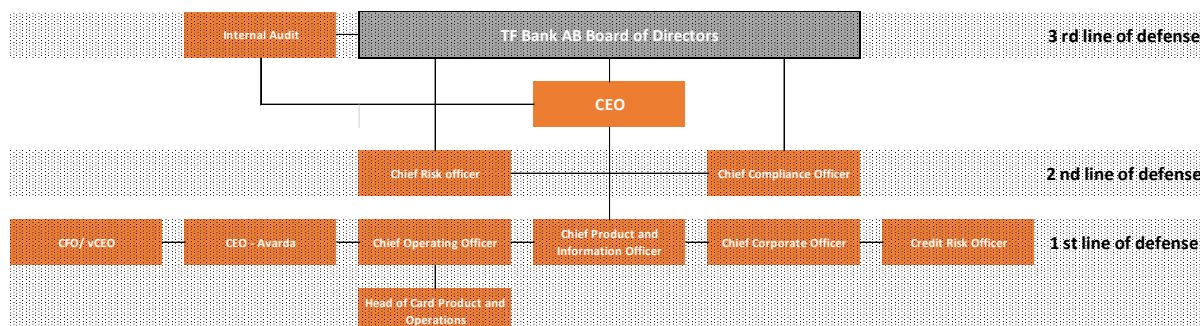 Internal Audit
TF Bank AB Board of Directors
3 rd line of defense
CEO
Chief Risk officer
Chief Compliance Officer
2 nd line of defense
CFO/ vCEO
CEO - Avarda
Chief Operating Officer
Chief Product and
Information Officer
Chief Corporate Officer
Credit Risk Officer
1 st line of defense
Head of Card Product and
Operations